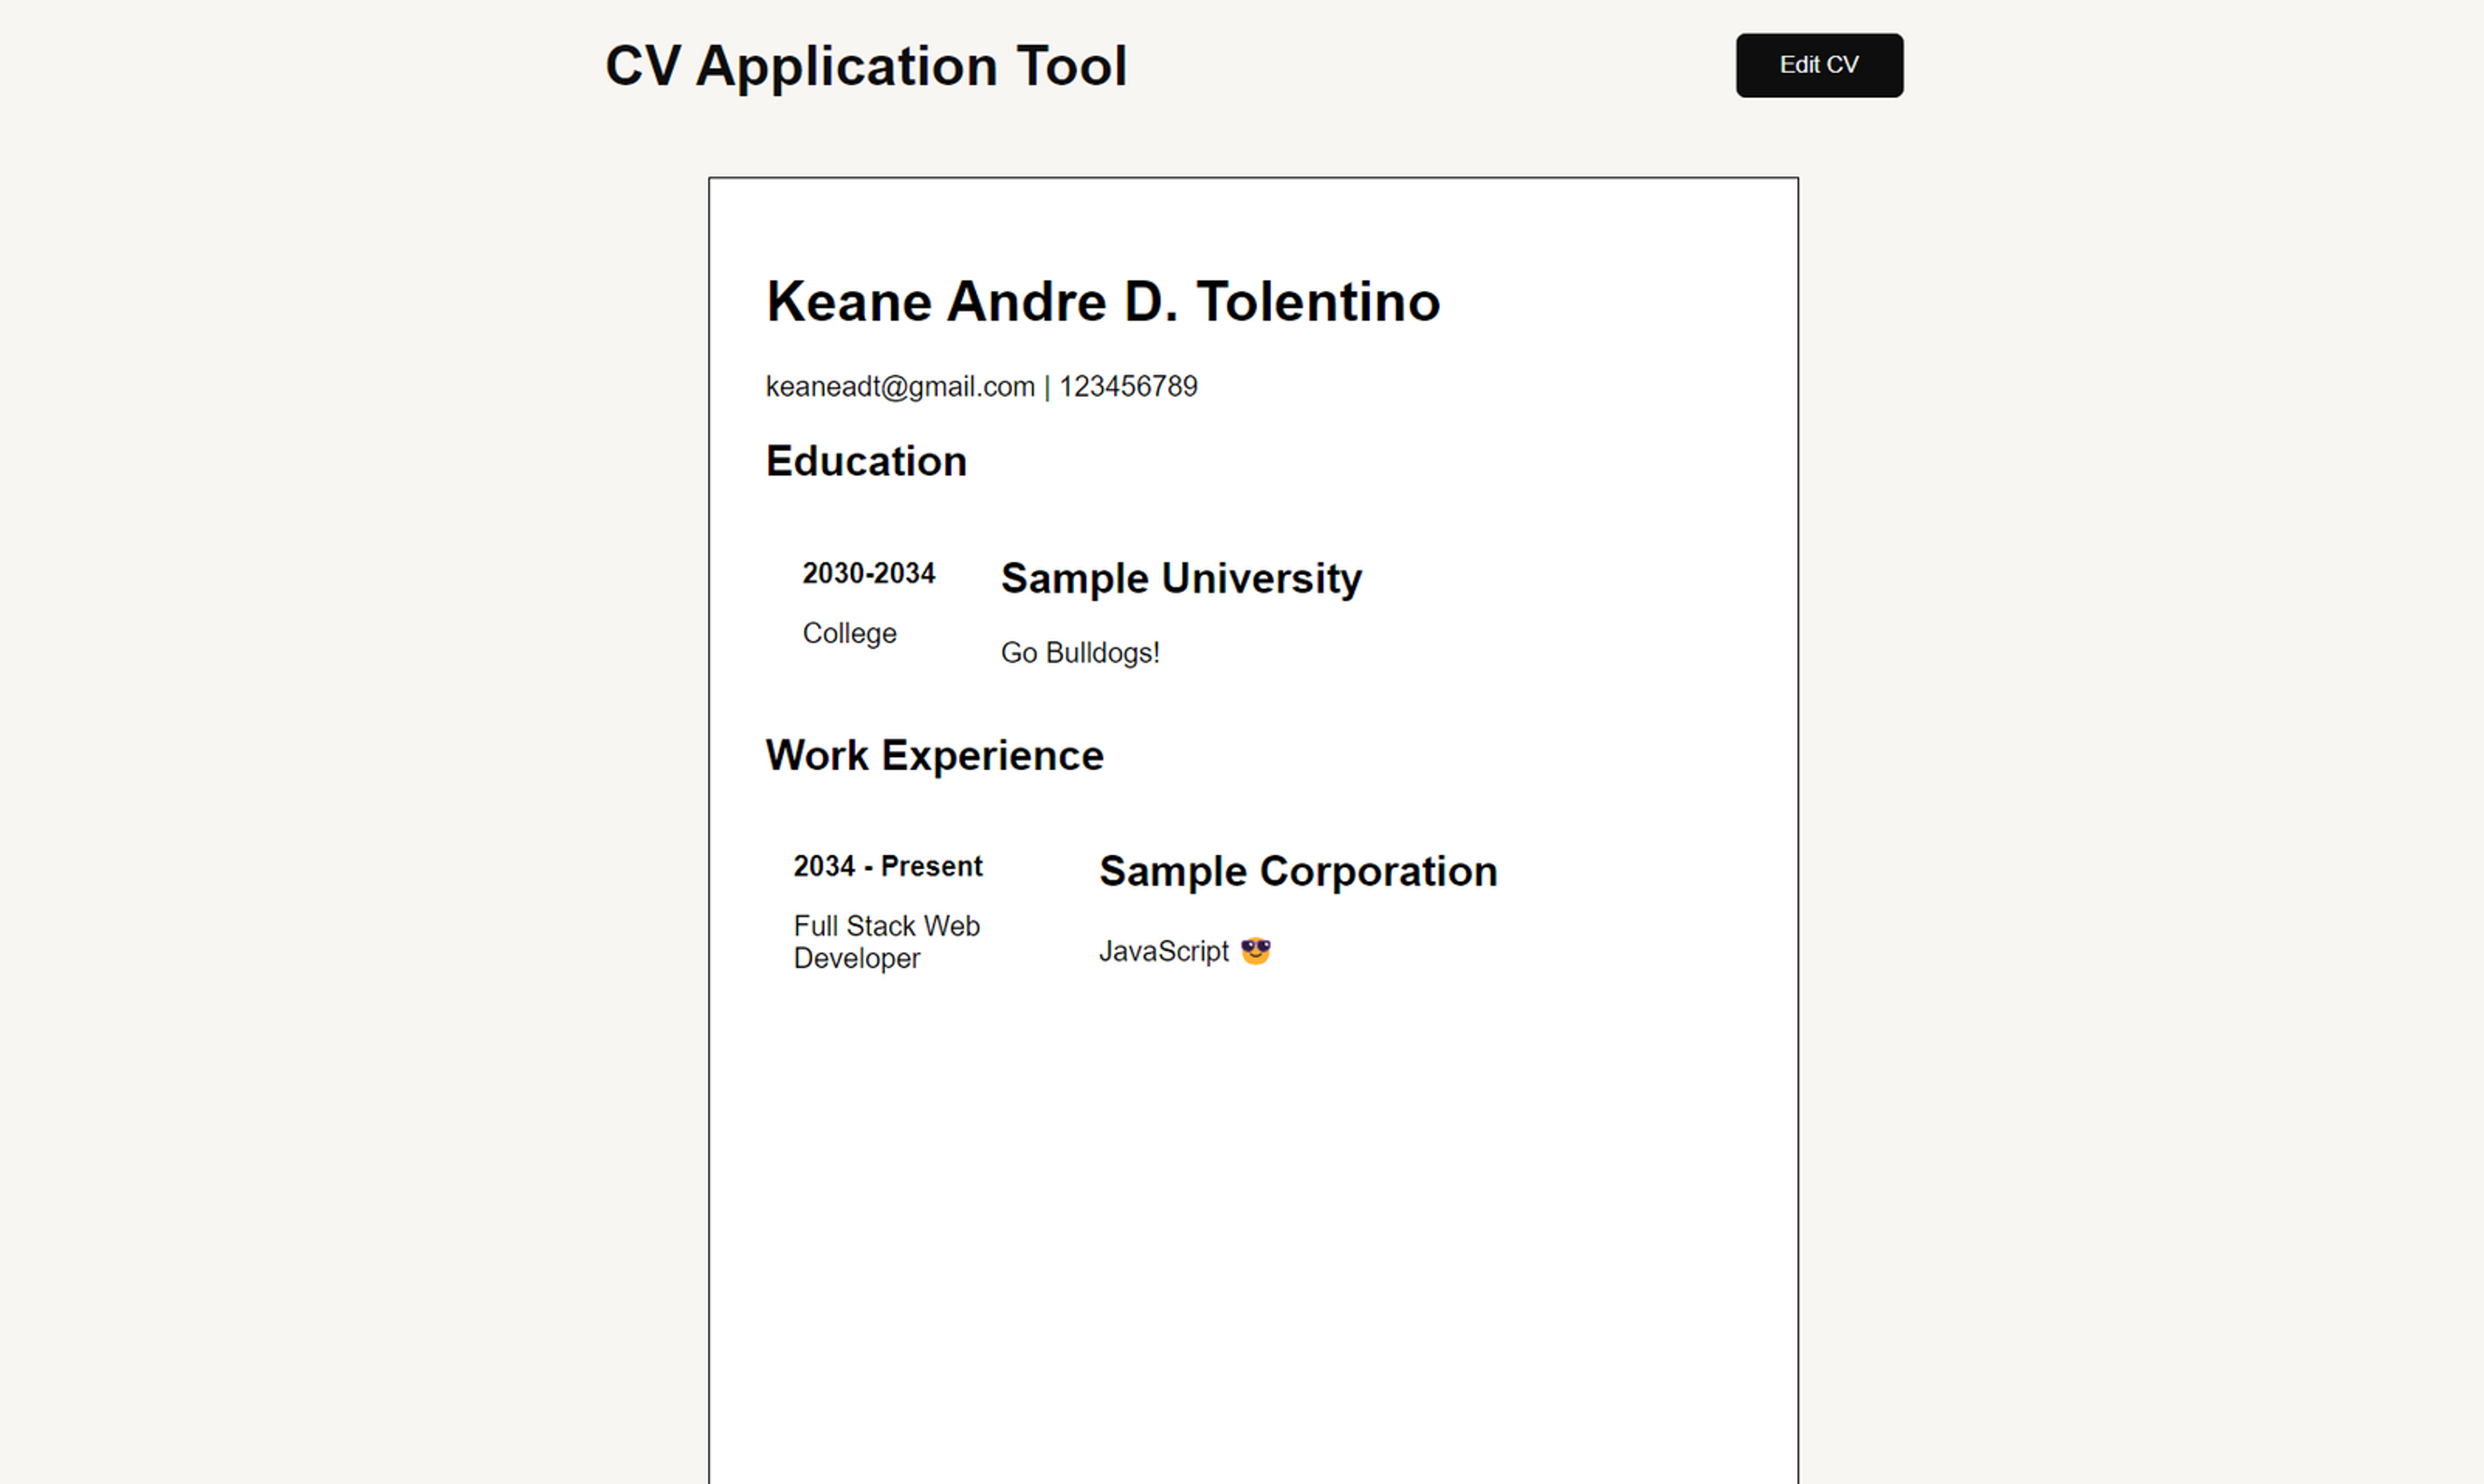 CV Application Tool
Edit CV
Keane Andre D. Tolentino
keaneadt@gmail.com | 123456789
Education
2030-2034
College
Sample University
Go Bulldogs!
Work Experience
2034 - Present
Full Stack Web
Developer
Sample Corporation
JavaScript 😎